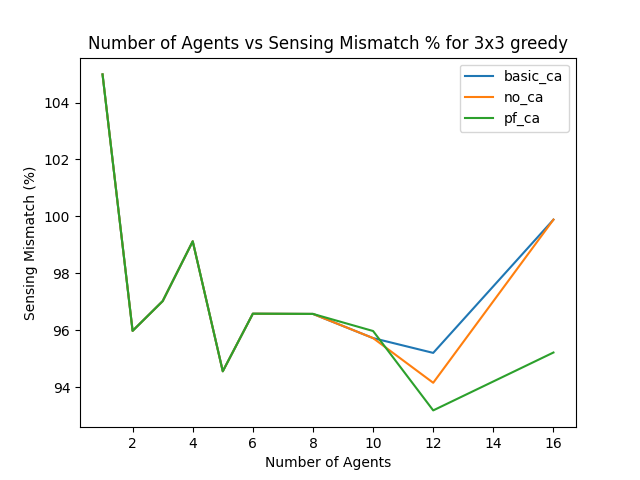 Number of Agents vs Sensing Mismatch % for 3x3 greedy
basic_ca
no_ca
pf_ca
Sensing Mismatch (%)
104
102
100
98
96
94
2 4 6 8 10 12 14 16
Number of Agents